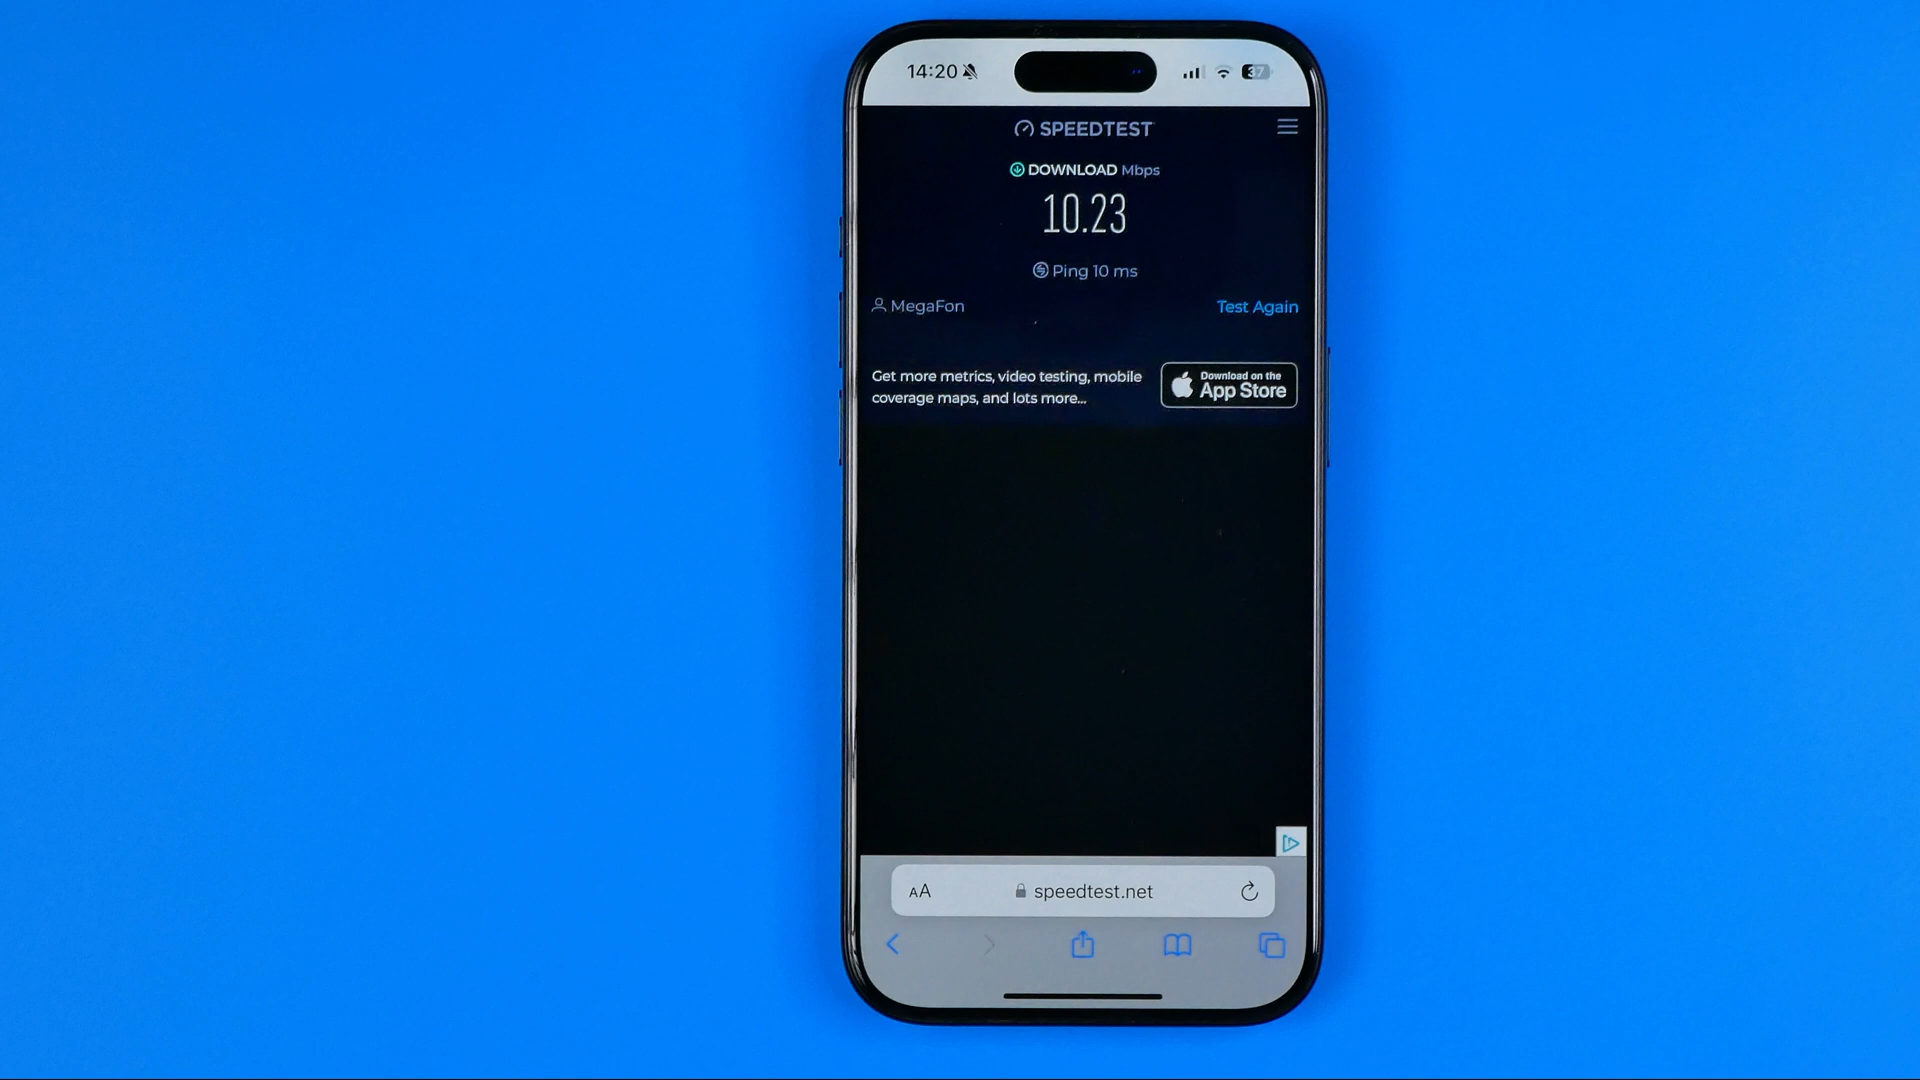 14:20
37
SPEEDTEST
DOWNLOAD Mbps
10.23
Ping 10 ms
MegaFon
Test Again
Get more metrics, video testing, mobile
coverage maps, and lots more...
Download on the
App Store
AA
speedtest.net